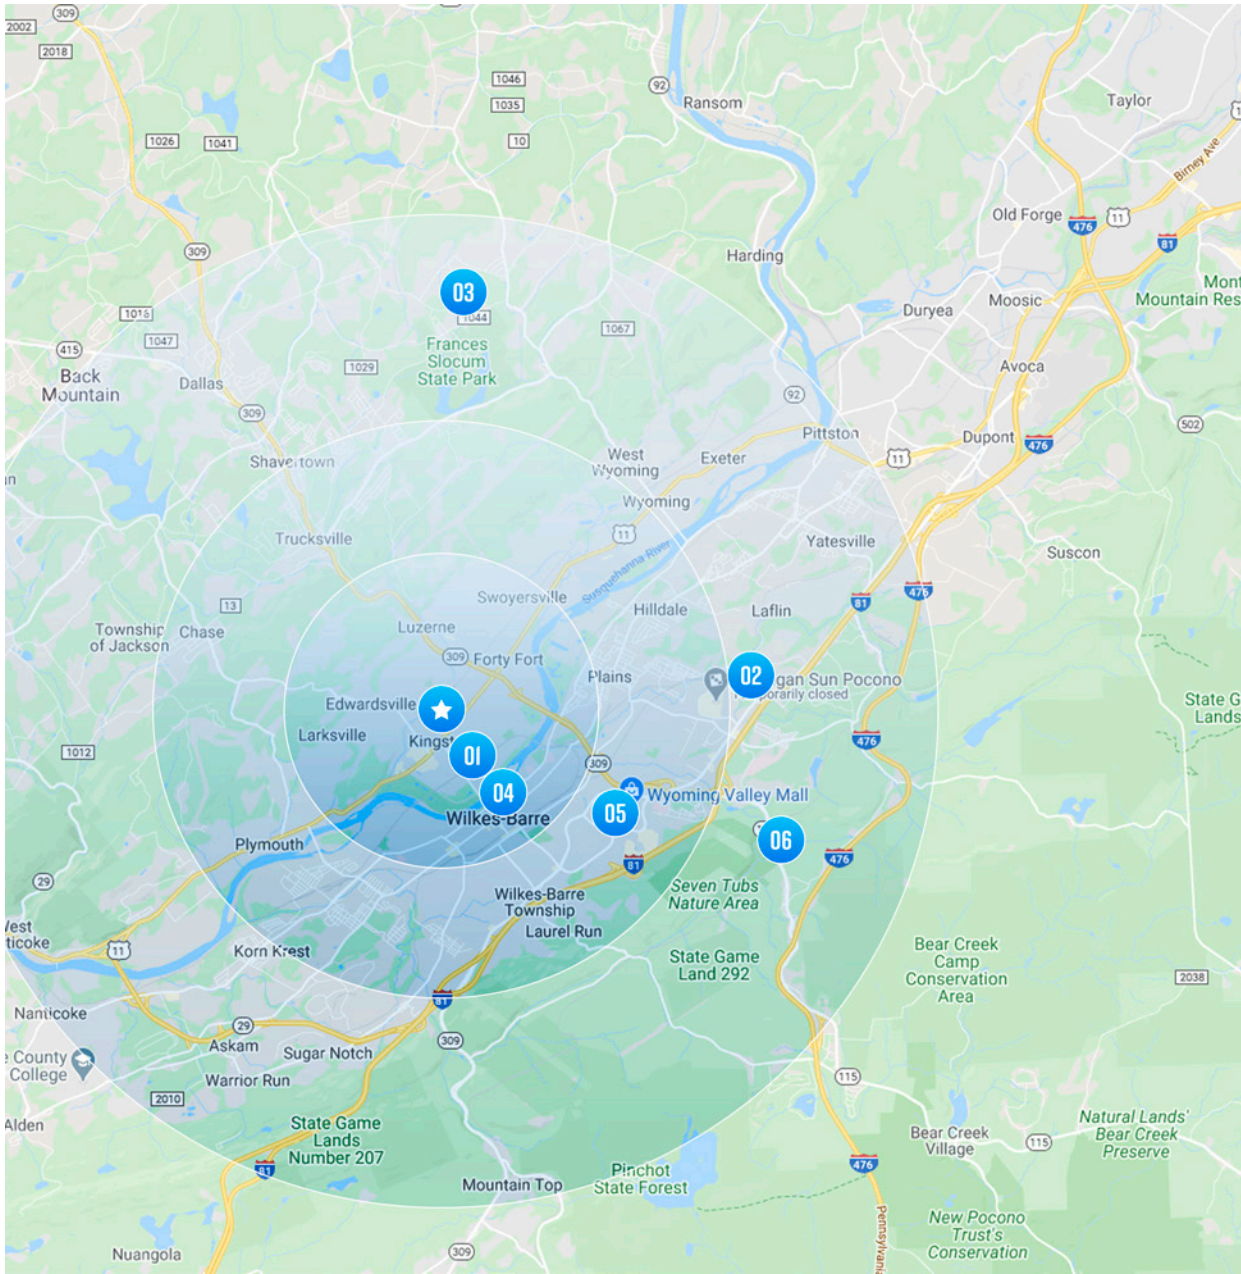 309
2002
2018
1046
92
1035
Ransom
Taylor
1026
1041
10
Birney Ave
Old Forge
476
11
81
309
Harding
03
Moosic
Mountain Res
1044
Duryea
1067
1047
415
Frances
Slocum
State Park
1029
Avoca
Back
Mountain
Dallas
92
309
502
Pittston
Dupont
476
11
Shavertown
West
Wyoming
Exeter
Wyoming
Trucksville
11
Yatesville
Suscon
Susquehanna River
476
81
Swoyersville
13
Hilldale
Laflin
Township
of Jackson
Chase
Luzerne
309
Forty Fort
Plains
02
gan Sun Pocono
porarily closed
Edwardsville
State G
Lands
Larksville
Kingst
01
476
1012
309
04
Wyoming Valley Mall
05
Wilkes-Barre
06
Plymouth
476
81
29
Seven Tubs
Nature Area
Wilkes-Barre
Township
Laurel Run
11
Korn Krest
West
ticoke
State Game
Land 292
Bear Creek
Camp
Conservation
Area
2038
81
Nanticoke
29
309
Askam
Sugar Notch
e County
College
Warrior Run
115
2010
Alden
State Game
Lands
Number 207
Natural Lands'
Bear Creek
Preserve
Bear Creek
Village
115
81
476
Pinchot
State Forest
Mountain Top
New Pocono
Trust's
Conservation
Nuangola
309
Pennsylvania